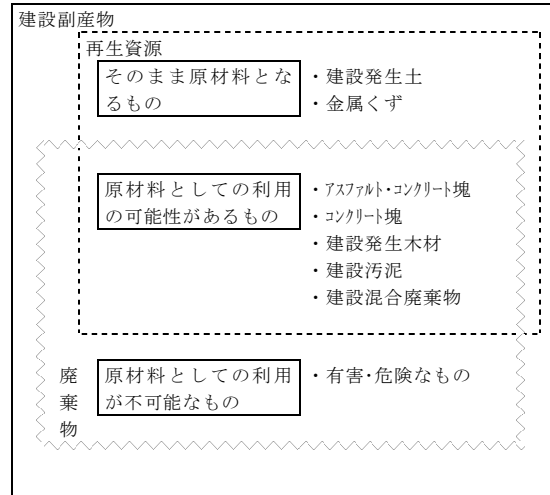 建設副産物
再生資源
そのまま原材料とな
るもの
・建設発生土
・金属くず
原材料としての利用
の可能性があるもの
・ｱｽﾌｧﾙﾄ・ｺﾝｸﾘｰﾄ塊
・ｺﾝｸﾘｰﾄ塊
・建設発生木材
・建設汚泥
・建設混合廃棄物
廃
棄
物
原材料としての利用
が不可能なもの
・有害・危険なもの